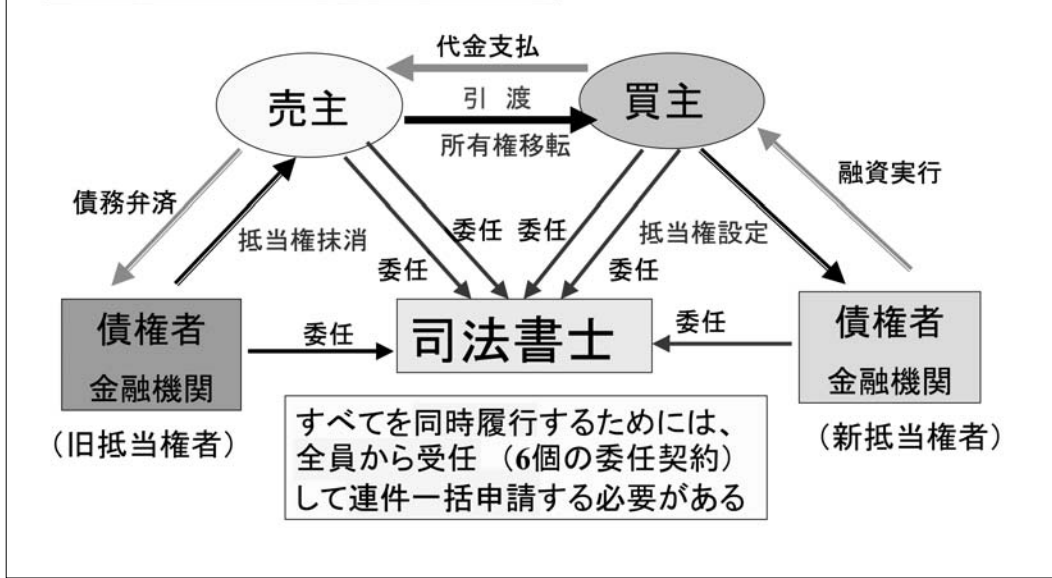 代金支払
売主
買主
引 渡
所有権移転
債務弁済
抵当権抹消
委任
委任
委任
委任
抵当権設定
融資実行
債権者
金融機関
委任
司法書士
委任
債権者
金融機関
(旧抵当権者)
(新抵当権者)
すべてを同時履行するためには、
全員から受任 (6個の委任契約)
して連件一括申請する必要がある